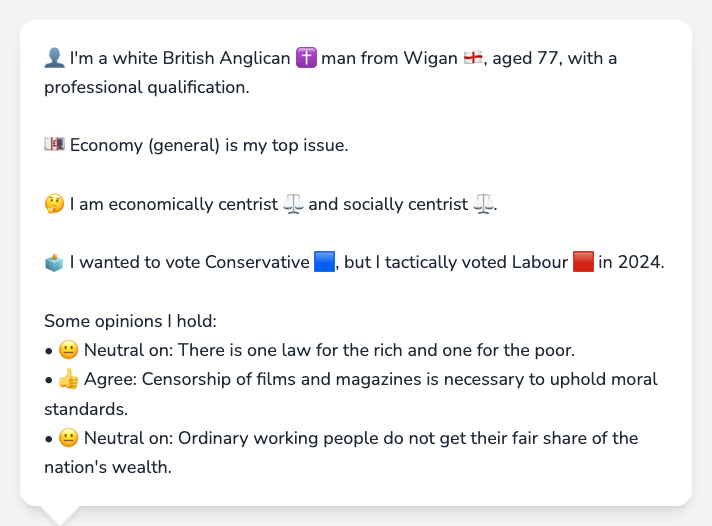 👤 I'm a white British Anglican ✝️ man from Wigan 🏴󠁧󠁢󠁥󠁮󠁧󠁿, aged 77, with a
professional qualification.
💷 Economy (general) is my top issue.
🤔 I am economically centrist ⚖️ and socially centrist ⚖️.
🗳️ I wanted to vote Conservative 🟦, but I tactically voted Labour 🟥 in 2024.
Some opinions I hold:
• 😐 Neutral on: There is one law for the rich and one for the poor.
• 👍 Agree: Censorship of films and magazines is necessary to uphold moral
standards.
• 😐 Neutral on: Ordinary working people do not get their fair share of the
nation's wealth.